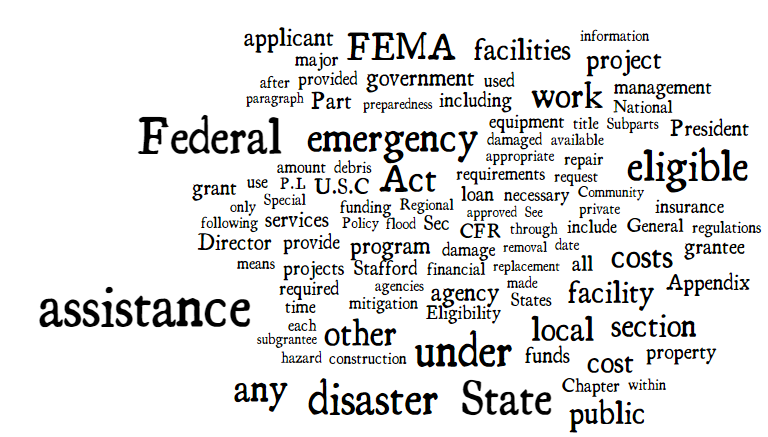 applicant FEMA facilities information
major project
after provided government used management
paragraph Part preparedness including work National
Federal emergency equipment title Subparts President
damaged available
appropriate repair eligible
amount debris Act requirements request
grant use P.L U.S.C loan necessary Community
only Special funding Regional approved See private insurance
following services Policy flood Sec CFR through include General regulations
Director provide program damage removal date costs grantee
means projects Stafford financial replacement all
required agencies agency made facility Appendix
assistance time mitigation Eligibility States
each other local section
subgrantee under funds cost property
hazard construction
any disaster State Chapter within
public